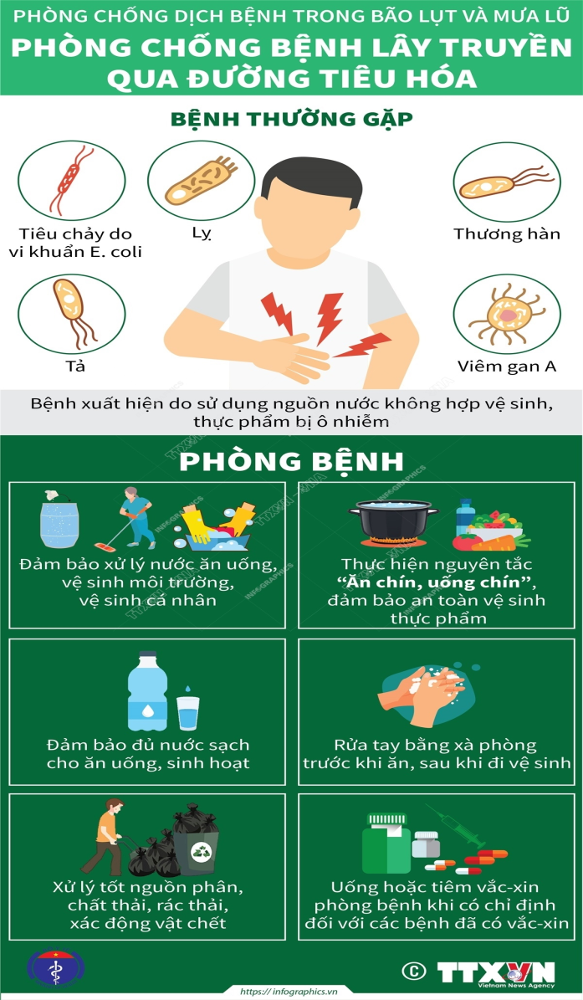 PHÒNG CHỐNG DỊCH BỆNH TRONG BÃO LỤT VÀ MƯA LŨ
PHÒNG CHỐNG BỆNH LÂY TRUYỀN
QUA ĐƯỜNG TIÊU HÓA
BỆNH THƯỜNG GẶP
Tiêu chảy do
vi khuẩn E. coli
Lỵ
Thương hàn
Tả
Viêm gan A
Bệnh xuất hiện do sử dụng nguồn nước không hợp vệ sinh,
thực phẩm bị ô nhiễm
PHÒNG BỆNH
Đảm bảo xử lý nước ăn uống,
vệ sinh môi trường,
vệ sinh cá nhân
Thực hiện nguyên tắc
“Ăn chín, uống chín”,
đảm bảo an toàn vệ sinh
thực phẩm
Đảm bảo đủ nước sạch
cho ăn uống, sinh hoạt
Rửa tay bằng xà phòng
trước khi ăn, sau khi đi vệ sinh
Xử lý tốt nguồn phân,
chất thải, rác thải,
xác động vật chết
Uống hoặc tiêm vắc-xin
phòng bệnh khi có chỉ định
đối với các bệnh đã có vắc-xin
© TTXVN
Vietnam News Agency
https://infographics.vn